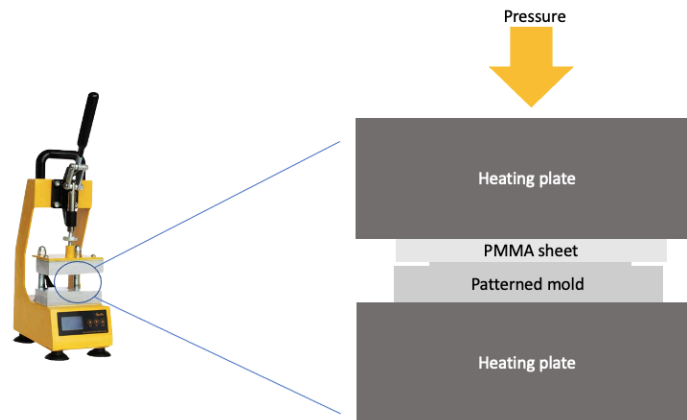 Pressure
Heating plate
PMMA sheet
Patterned mold
Heating plate